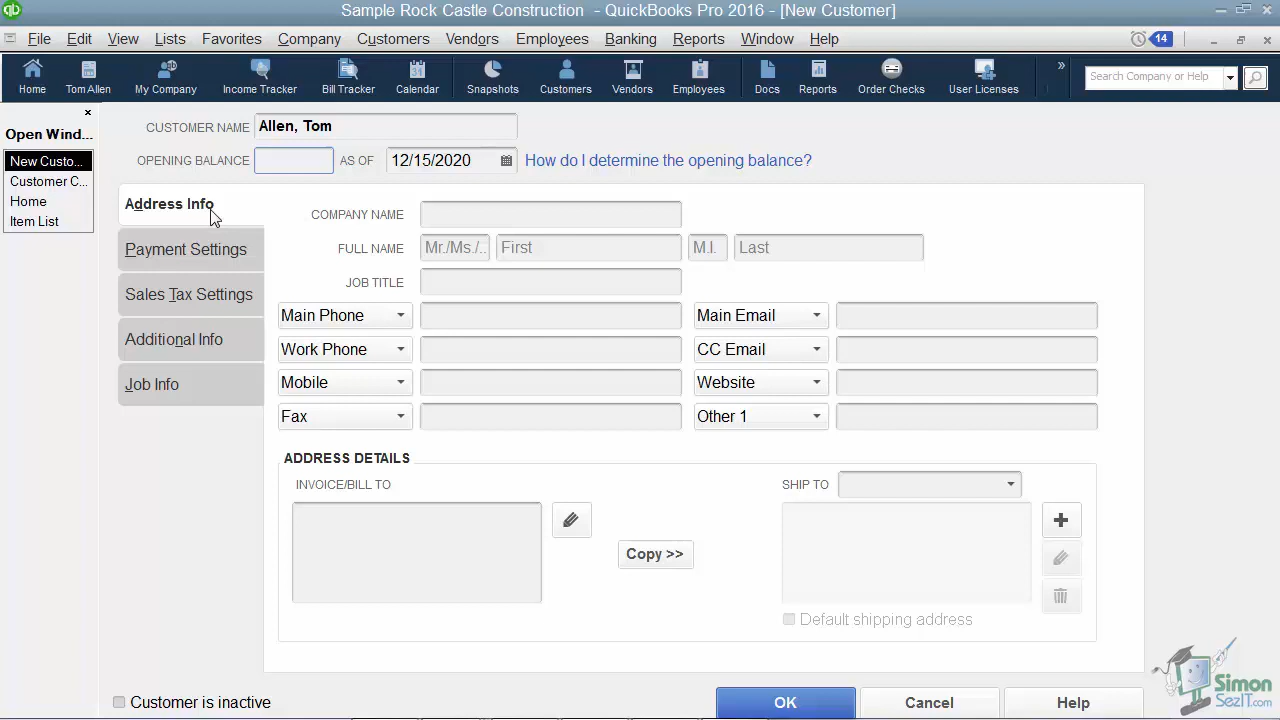 Sample Rock Castle Construction - QuickBooks Pro 2016 - [New Customer]
File Edit View Lists Favorites Company Customers Vendors Employees Banking Reports Window Help 14
Home Tom Allen My Company Income Tracker Bill Tracker Calendar Snapshots Customers Vendors Employees Docs Reports Order Checks User Licenses » Search Company or Help
Open Wind...
New Custo...
Customer C...
Home
Item List
CUSTOMER NAME Allen, Tom
OPENING BALANCE AS OF 12/15/2020 How do I determine the opening balance?
Address Info
Payment Settings
Sales Tax Settings
Additional Info
Job Info
COMPANY NAME
FULL NAME Mr./Ms./.. First M.I. Last
JOB TITLE
Main Phone Main Email
Work Phone CC Email
Mobile Website
Fax Other 1
ADDRESS DETAILS
INVOICE/BILL TO SHIP TO
Copy >>
Default shipping address
Customer is inactive OK Cancel Help
Simon
SezIT.com